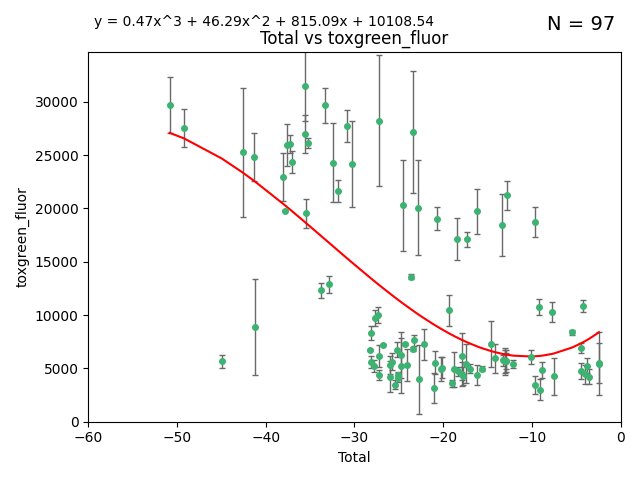 y = 0.47x^3 + 46.29x^2 + 815.09x + 10108.54
N = 97
Total vs toxgreen_fluor
30000
25000
20000
15000
10000
5000
0
toxgreen_fluor
−60
−50
−40
−30
−20
−10
0
Total